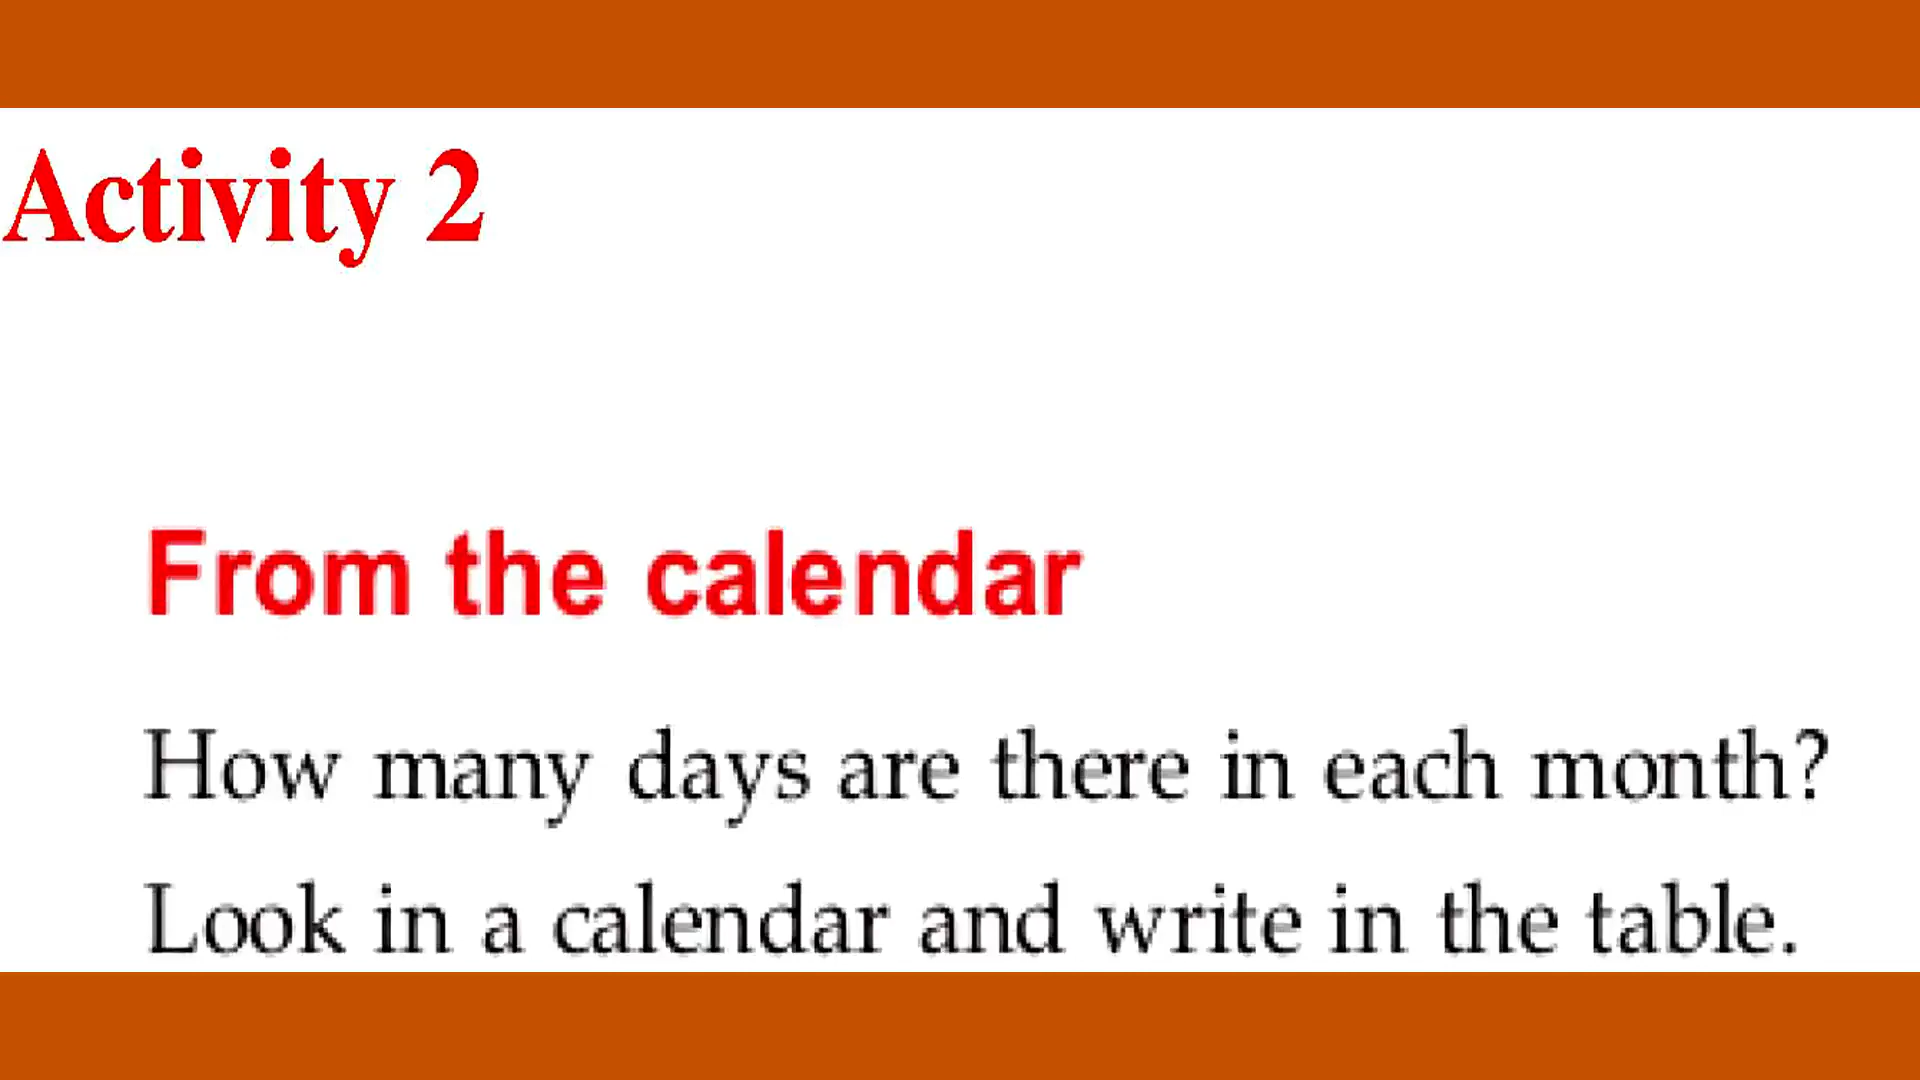 Activity 2
From the calendar
How many days are there in each month?
Look in a calendar and write in the table.